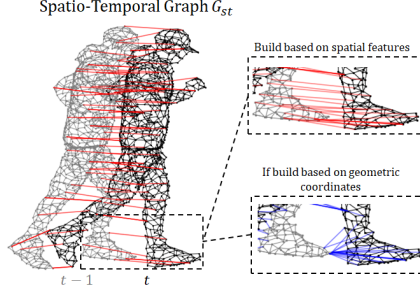 Spatio-Temporal Graph G_st
Build based on spatial features
If build based on geometric
coordinates
t − 1
t